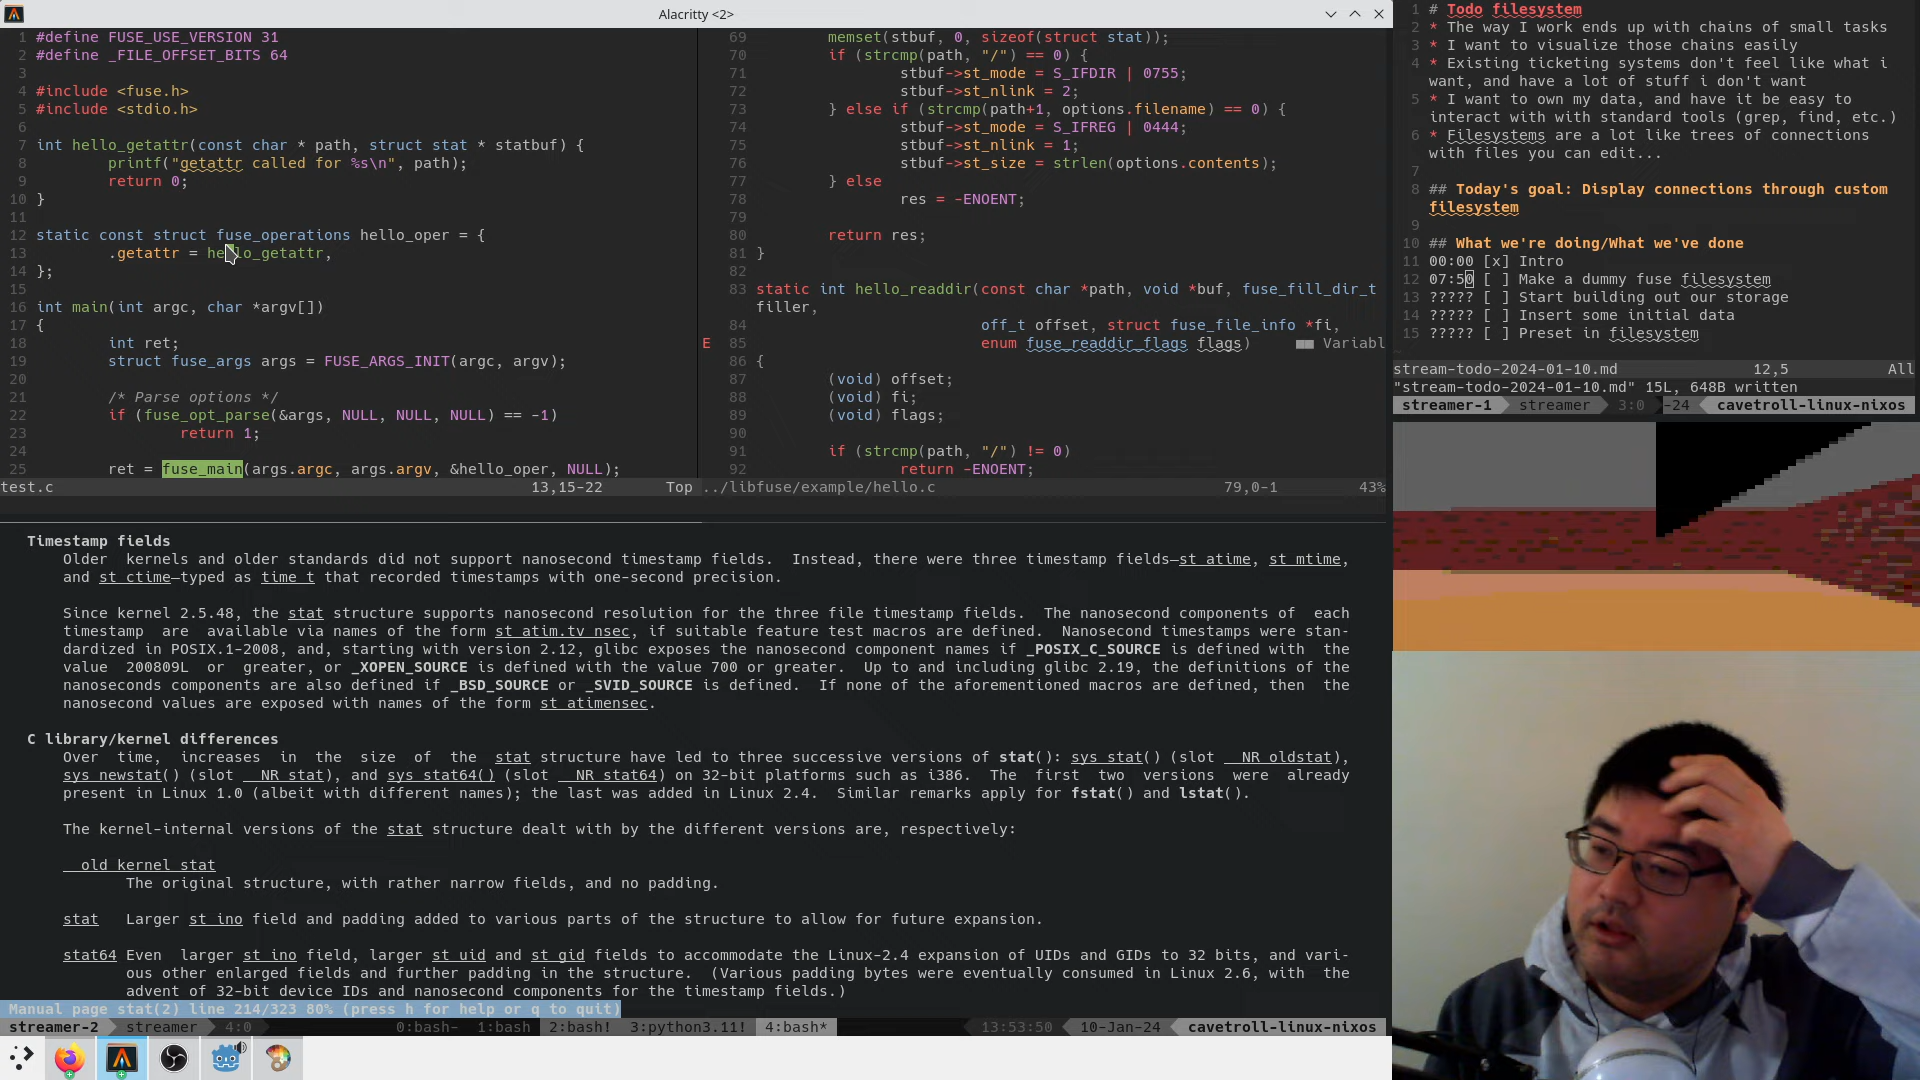 Alacritty <2>
1 #define FUSE_USE_VERSION 31
2 #define _FILE_OFFSET_BITS 64
3
4 #include <fuse.h>
5 #include <stdio.h>
6
7 int hello_getattr(const char * path, struct stat * statbuf) {
8 printf("getattr called for %s\n", path);
9 return 0;
10 }
11
12 static const struct fuse_operations hello_oper = {
13 .getattr = hello_getattr,
14 };
15
16 int main(int argc, char *argv[])
17 {
18 int ret;
19 struct fuse_args args = FUSE_ARGS_INIT(argc, argv);
20
21 /* Parse options */
22 if (fuse_opt_parse(&args, NULL, NULL, NULL) == -1)
23 return 1;
24
25 ret = fuse_main(args.argc, args.argv, &hello_oper, NULL);
test.c 13,15-22 Top
69 memset(stbuf, 0, sizeof(struct stat));
70 if (strcmp(path, "/") == 0) {
71 stbuf->st_mode = S_IFDIR | 0755;
72 stbuf->st_nlink = 2;
73 } else if (strcmp(path+1, options.filename) == 0) {
74 stbuf->st_mode = S_IFREG | 0444;
75 stbuf->st_nlink = 1;
76 stbuf->st_size = strlen(options.contents);
77 } else
78 res = -ENOENT;
79
80 return res;
81 }
82
83 static int hello_readdir(const char *path, void *buf, fuse_fill_dir_t
filler,
84 off_t offset, struct fuse_file_info *fi,
E 85 enum fuse_readdir_flags flags) ■■ Variabl
86 {
87 (void) offset;
88 (void) fi;
89 (void) flags;
90
91 if (strcmp(path, "/") != 0)
92 return -ENOENT;
../libfuse/example/hello.c 79,0-1 43%
Timestamp fields
Older kernels and older standards did not support nanosecond timestamp fields. Instead, there were three timestamp fields—st_atime, st_mtime,
and st_ctime—typed as time_t that recorded timestamps with one-second precision.
Since kernel 2.5.48, the stat structure supports nanosecond resolution for the three file timestamp fields. The nanosecond components of each
timestamp are available via names of the form st_atim.tv_nsec, if suitable feature test macros are defined. Nanosecond timestamps were stan-
dardized in POSIX.1-2008, and, starting with version 2.12, glibc exposes the nanosecond component names if _POSIX_C_SOURCE is defined with the
value 200809L or greater, or _XOPEN_SOURCE is defined with the value 700 or greater. Up to and including glibc 2.19, the definitions of the
nanoseconds components are also defined if _BSD_SOURCE or _SVID_SOURCE is defined. If none of the aforementioned macros are defined, then the
nanosecond values are exposed with names of the form st_atimensec.
C library/kernel differences
Over time, increases in the size of the stat structure have led to three successive versions of stat(): sys_stat() (slot __NR_oldstat),
sys_newstat() (slot __NR_stat), and sys_stat64() (slot __NR_stat64) on 32-bit platforms such as i386. The first two versions were already
present in Linux 1.0 (albeit with different names); the last was added in Linux 2.4. Similar remarks apply for fstat() and lstat().
The kernel-internal versions of the stat structure dealt with by the different versions are, respectively:
__old_kernel_stat
The original structure, with rather narrow fields, and no padding.
stat Larger st_ino field and padding added to various parts of the structure to allow for future expansion.
stat64 Even larger st_ino field, larger st_uid and st_gid fields to accommodate the Linux-2.4 expansion of UIDs and GIDs to 32 bits, and vari-
ous other enlarged fields and further padding in the structure. (Various padding bytes were eventually consumed in Linux 2.6, with the
advent of 32-bit device IDs and nanosecond components for the timestamp fields.)
Manual page stat(2) line 214/323 80% (press h for help or q to quit)
streamer-2 streamer 4:0 0:bash- 1:bash 2:bash! 3:python3.11! 4:bash* 13:53:50 10-Jan-24 cavetroll-linux-nixos
1 # Todo filesystem
2 * The way I work ends up with chains of small tasks
3 * I want to visualize those chains easily
4 * Existing ticketing systems don't feel like what i
want, and have a lot of stuff i don't want
5 * I want to own my data, and have it be easy to
interact with with standard tools (grep, find, etc.)
6 * Filesystems are a lot like trees of connections
with files you can edit...
7
8 ## Today's goal: Display connections through custom
filesystem
9
10 ## What we're doing/What we've done
11 00:00 [x] Intro
12 07:50 [ ] Make a dummy fuse filesystem
13 ????? [ ] Start building out our storage
14 ????? [ ] Insert some initial data
15 ????? [ ] Preset in filesystem
stream-todo-2024-01-10.md 12,5 All
"stream-todo-2024-01-10.md" 15L, 648B written
streamer-1 streamer 3:0 -24 cavetroll-linux-nixos